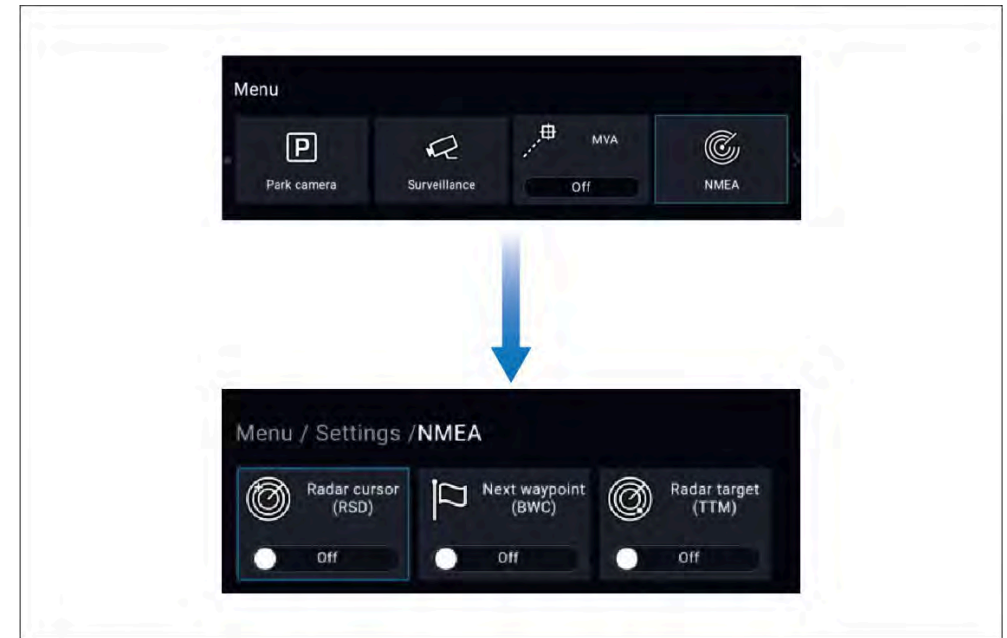 Menu
P
Park camera
Surveillance
MVA
Off
NMEA
Menu / Settings /NMEA
Radar cursor
(RSD)
Off
Next waypoint
(BWC)
Off
Radar target
(TTM)
Off